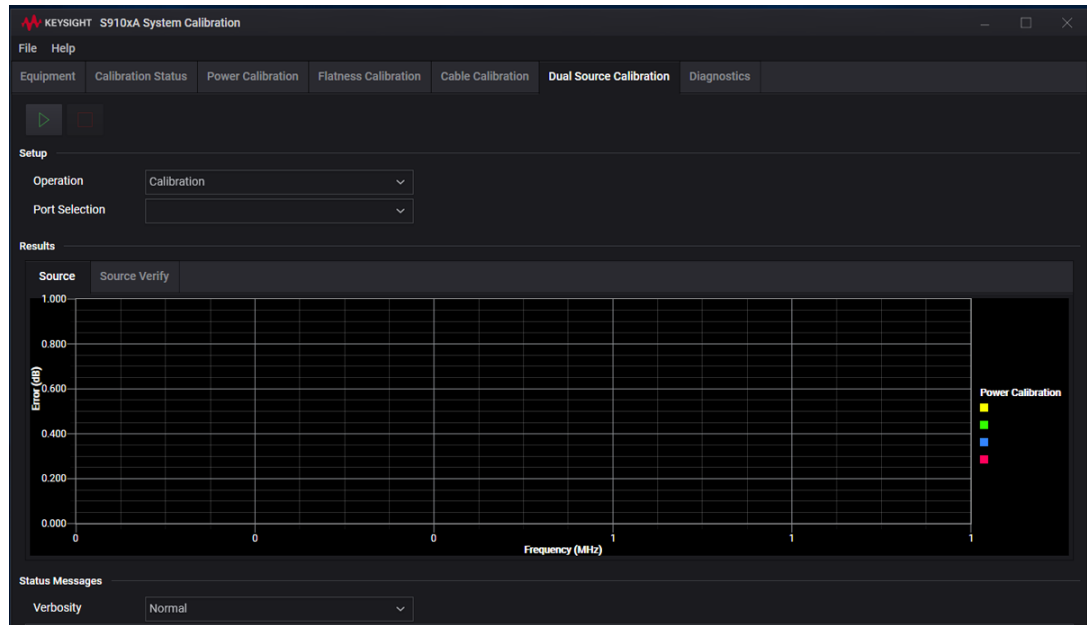 KEYSIGHT S910xA System Calibration
File Help
Equipment Calibration Status Power Calibration Flatness Calibration Cable Calibration Dual Source Calibration Diagnostics
Setup
Operation Calibration
Port Selection
Results
Source Source Verify
1.000
0.800
0.600
0.400
0.200
0.000
Error (dB)
0 0 0 1 1 1
Frequency (MHz)
Power Calibration
Status Messages
Verbosity Normal